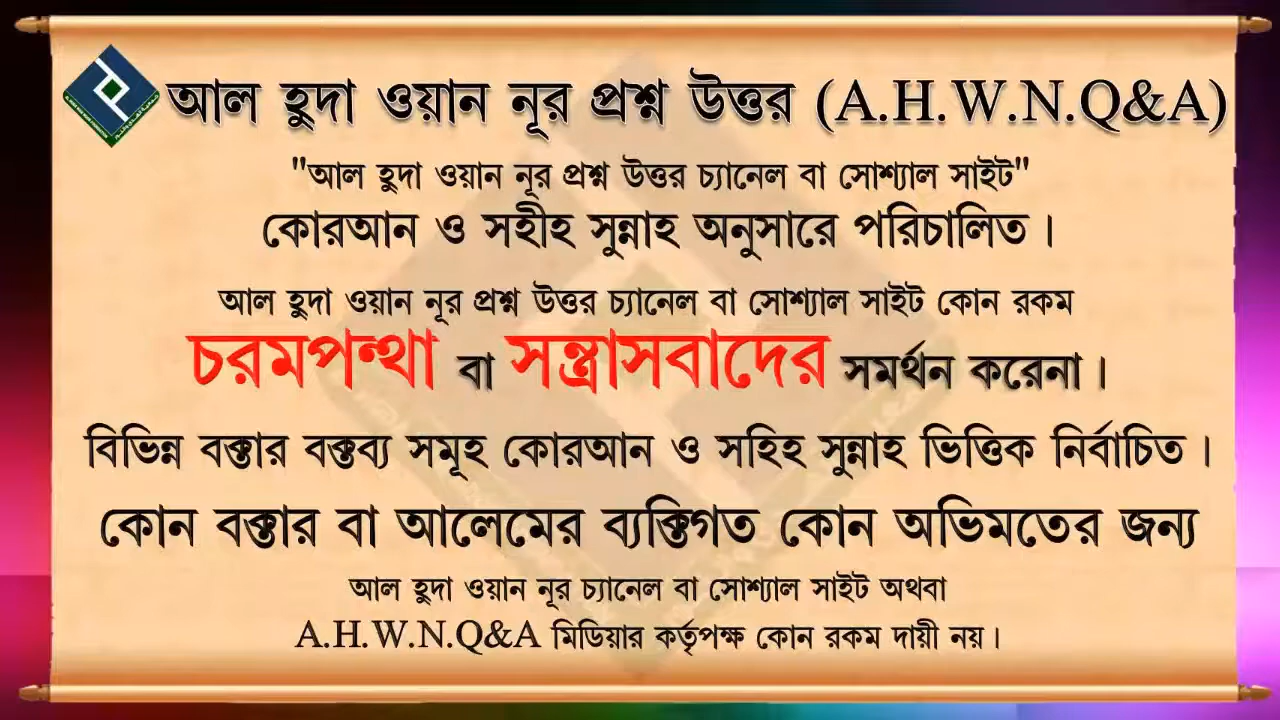 আল হুদা ওয়ান নূর প্রশ্ন উত্তর (A.H.W.N.Q&A)
"আল হুদা ওয়ান নূর প্রশ্ন উত্তর চ্যানেল বা সোশ্যাল সাইট"
কোরআন ও সহীহ সুন্নাহ অনুসারে পরিচালিত।
আল হুদা ওয়ান নূর প্রশ্ন উত্তর চ্যানেল বা সোশ্যাল সাইট কোন রকম
চরমপন্থা বা সন্ত্রাসবাদের সমর্থন করেনা।
বিভিন্ন বক্তার বক্তব্য সমূহ কোরআন ও সহিহ সুন্নাহ ভিত্তিক নির্বাচিত।
কোন বক্তার বা আলেমের ব্যক্তিগত কোন অভিমতের জন্য
আল হুদা ওয়ান নূর চ্যানেল বা সোশ্যাল সাইট অথবা
A.H.W.N.Q&A মিডিয়ার কর্তৃপক্ষ কোন রকম দায়ী নয়।